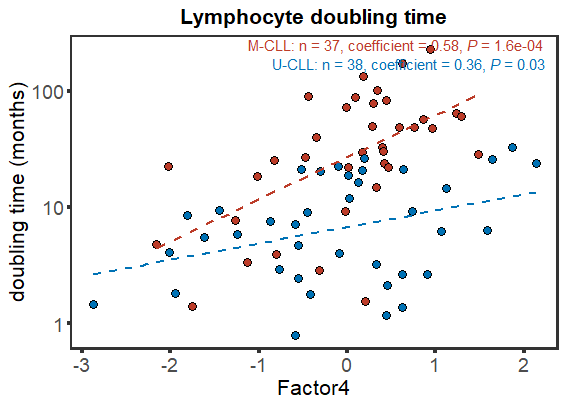 Lymphocyte doubling time
M-CLL: n = 37, coefficient = 0.58, P = 1.6e-04
U-CLL: n = 38, coefficient = 0.36, P = 0.03
doubling time (months)
100
10
1
-3 -2 -1 0 1 2
Factor4